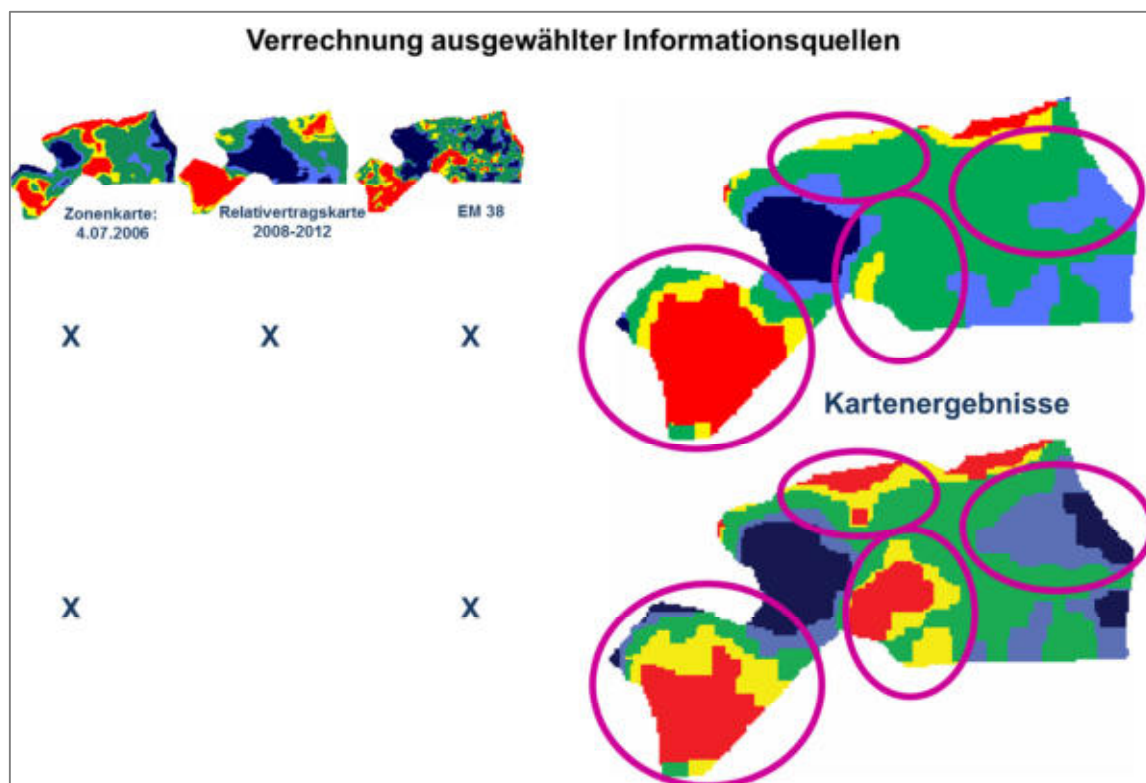 Verrechnung ausgewählter Informationsquellen
Zonenkarte:
4.07.2006
Relativertragskarte
2008-2012
EM 38
X X X
Kartenergebnisse
X X